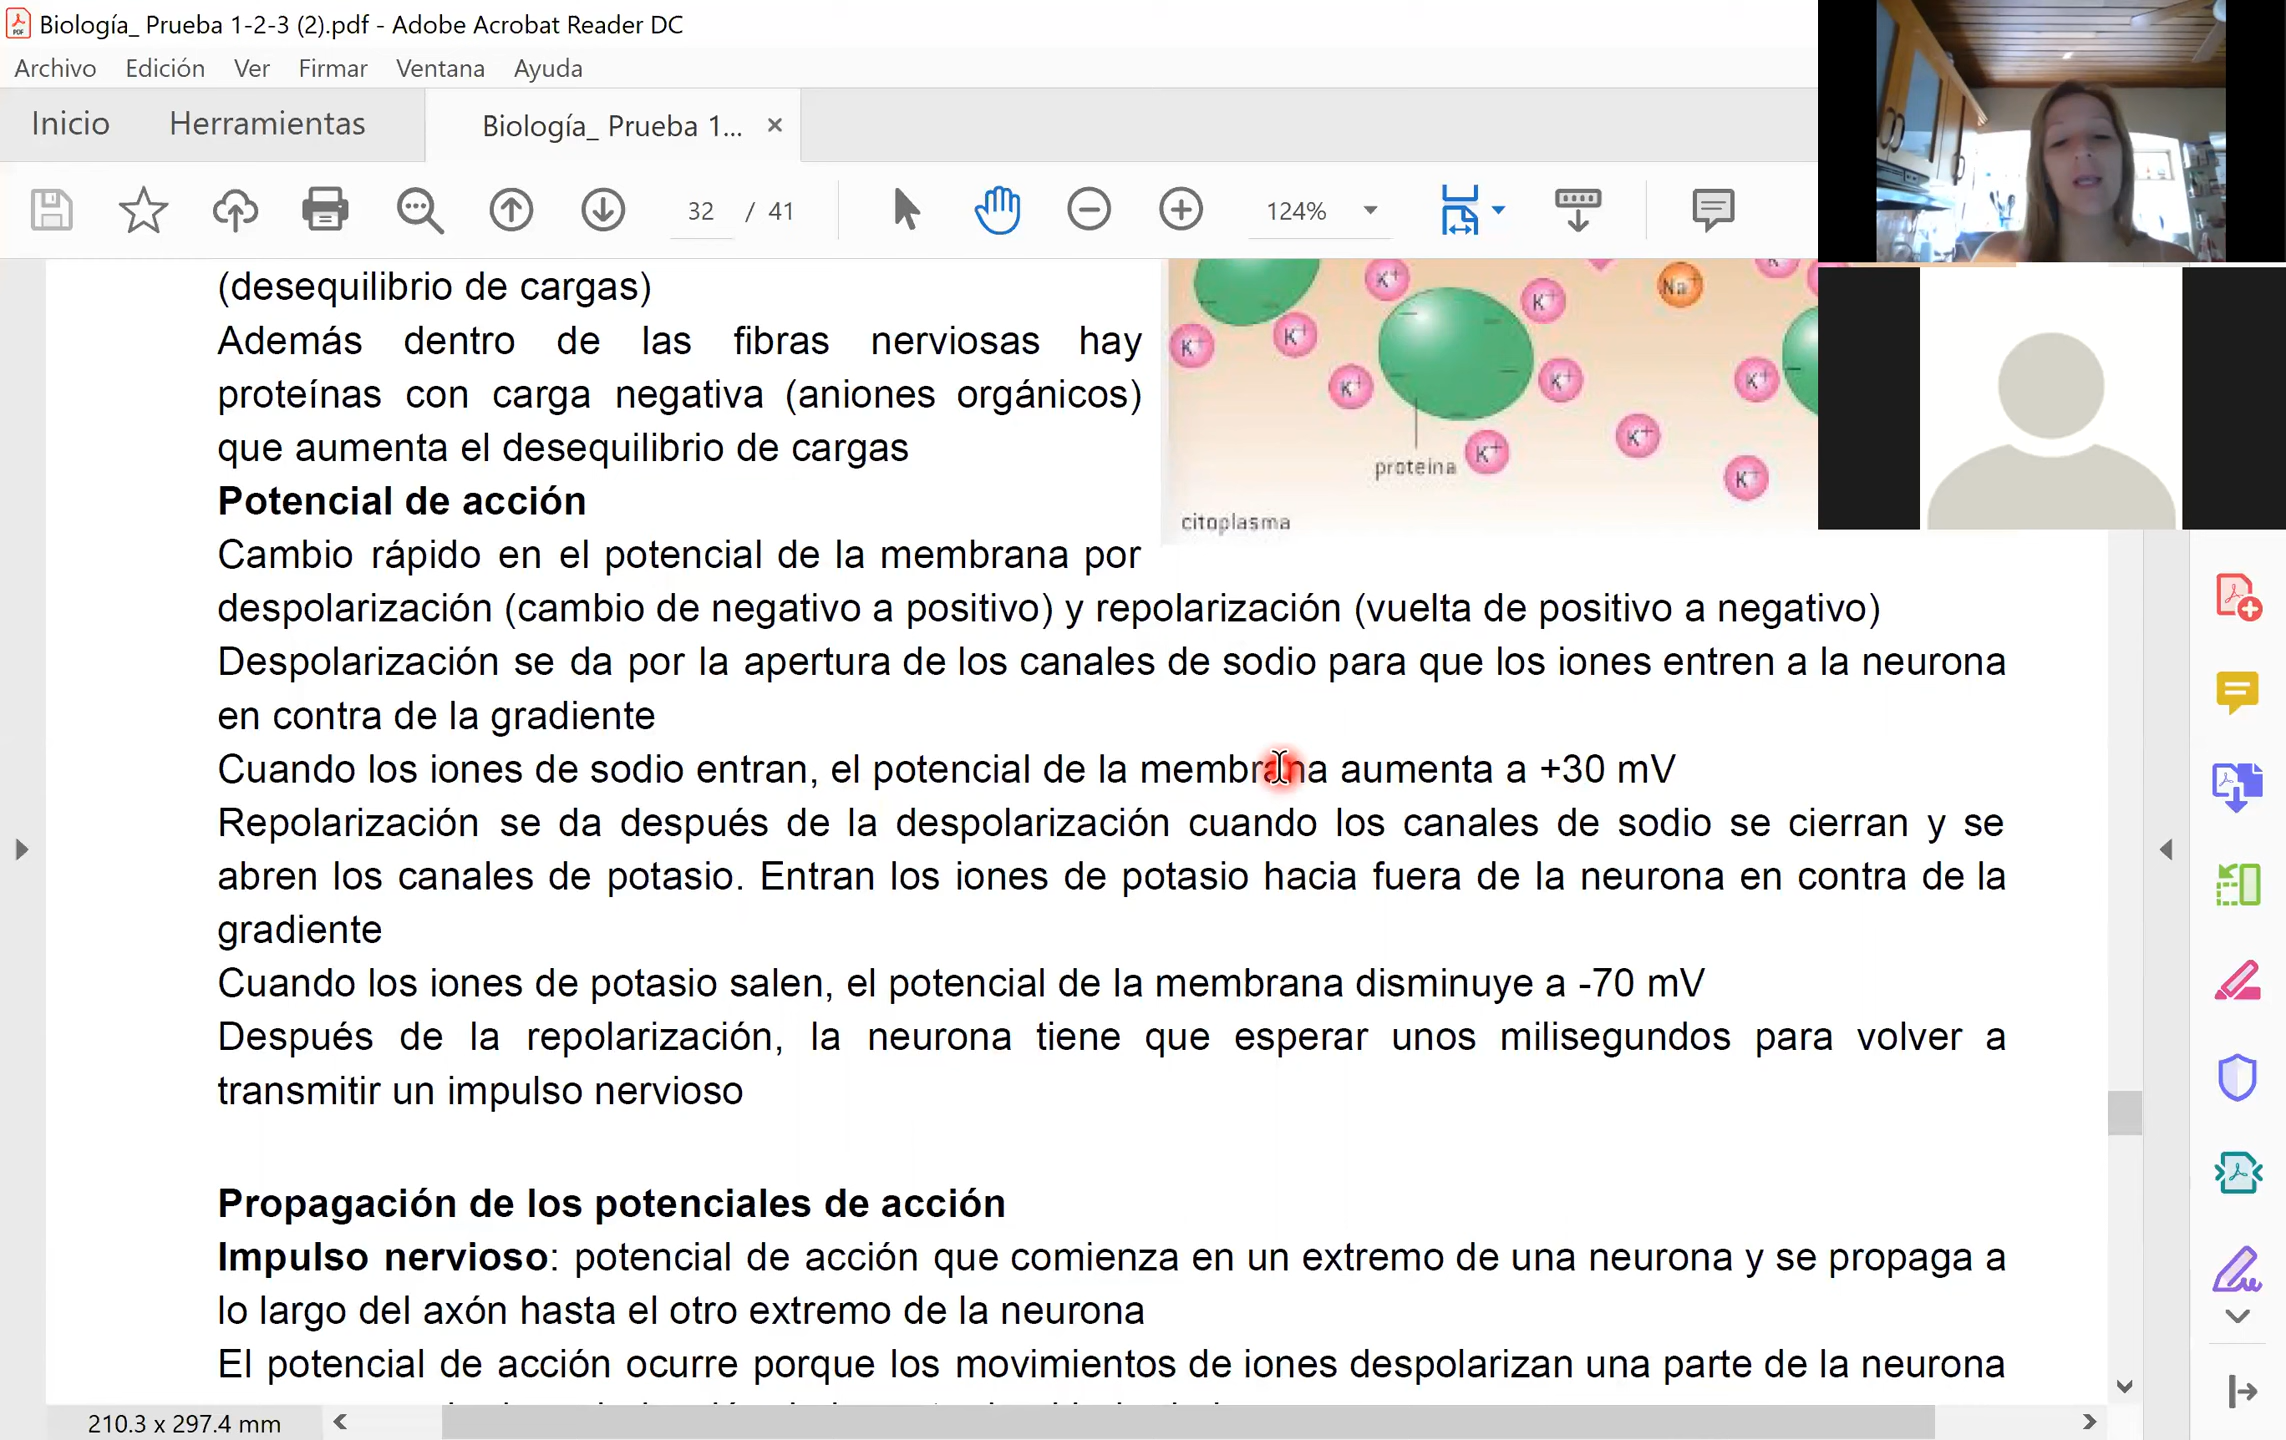 Biología_ Prueba 1-2-3 (2).pdf - Adobe Acrobat Reader DC
Archivo Edición Ver Firmar Ventana Ayuda
Inicio Herramientas Biología_ Prueba 1... ×
32 / 41 124%
(desequilibrio de cargas)
Además dentro de las fibras nerviosas hay
proteínas con carga negativa (aniones orgánicos)
que aumenta el desequilibrio de cargas
K+ K+ Na+ K+
K+ K+
K+ K+ K+
K+ K+
proteína K+
citoplasma
Potencial de acción
Cambio rápido en el potencial de la membrana por
despolarización (cambio de negativo a positivo) y repolarización (vuelta de positivo a negativo)
Despolarización se da por la apertura de los canales de sodio para que los iones entren a la neurona
en contra de la gradiente
Cuando los iones de sodio entran, el potencial de la membrana aumenta a +30 mV
Repolarización se da después de la despolarización cuando los canales de sodio se cierran y se
abren los canales de potasio. Entran los iones de potasio hacia fuera de la neurona en contra de la
gradiente
Cuando los iones de potasio salen, el potencial de la membrana disminuye a -70 mV
Después de la repolarización, la neurona tiene que esperar unos milisegundos para volver a
transmitir un impulso nervioso
Propagación de los potenciales de acción
Impulso nervioso: potencial de acción que comienza en un extremo de una neurona y se propaga a
lo largo del axón hasta el otro extremo de la neurona
El potencial de acción ocurre porque los movimientos de iones despolarizan una parte de la neurona
210.3 x 297.4 mm